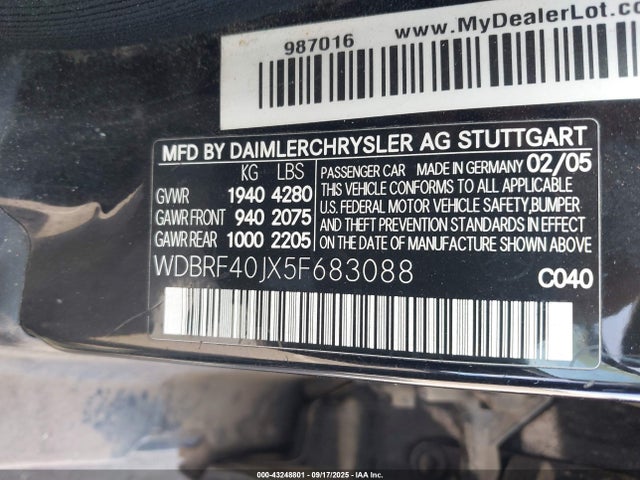 987016
www.MyDealerLot.co
MFD BY DAIMLERCHRYSLER AG STUTTGART
KG LBS
GVWR 1940 4280
GAWR FRONT 940 2075
GAWR REAR 1000 2205
PASSENGER CAR MADE IN GERMANY 02/05
THIS VEHICLE CONFORMS TO ALL APPLICABLE
U.S. FEDERAL MOTOR VEHICLE SAFETY,BUMPER
AND THEFT PREVENTION STANDARDS IN EFFECT
ON THE DATE OF MANUFACTURE SHOWN ABOVE.
WDBRF40JX5F683088
C040
000-43248801 - 09/17/2025 - IAA Inc.